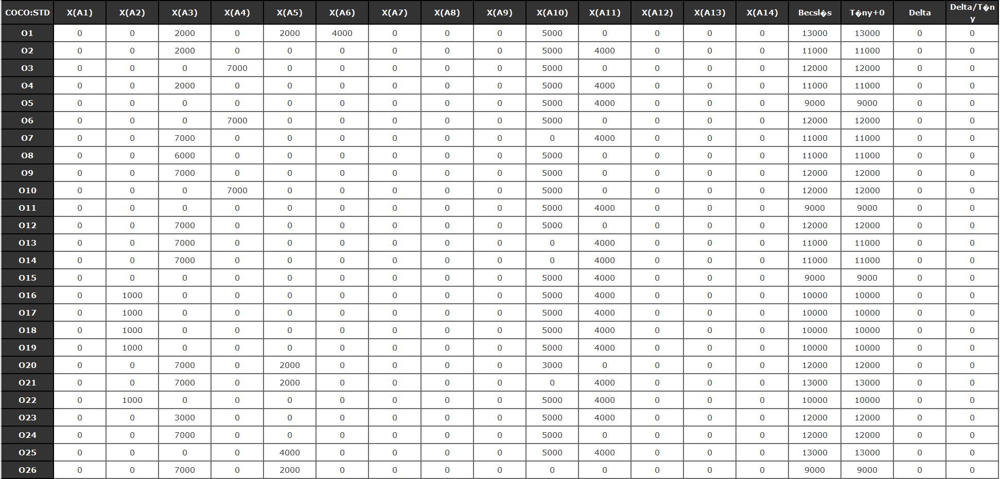 COCO:STD X(A1) X(A2) X(A3) X(A4) X(A5) X(A6) X(A7) X(A8) X(A9) X(A10) X(A11) X(A12) X(A13) X(A14) Becsl�s T�ny+0 Delta Delta/T�ny
O1 0 0 2000 0 2000 4000 0 0 0 5000 0 0 0 0 13000 13000 0 0
O2 0 0 2000 0 0 0 0 0 0 5000 4000 0 0 0 11000 11000 0 0
O3 0 0 0 7000 0 0 0 0 0 5000 0 0 0 0 12000 12000 0 0
O4 0 0 2000 0 0 0 0 0 0 5000 4000 0 0 0 11000 11000 0 0
O5 0 0 0 0 0 0 0 0 0 5000 4000 0 0 0 9000 9000 0 0
O6 0 0 0 7000 0 0 0 0 0 5000 0 0 0 0 12000 12000 0 0
O7 0 0 7000 0 0 0 0 0 0 0 4000 0 0 0 11000 11000 0 0
O8 0 0 6000 0 0 0 0 0 0 5000 0 0 0 0 11000 11000 0 0
O9 0 0 7000 0 0 0 0 0 0 5000 0 0 0 0 12000 12000 0 0
O10 0 0 0 7000 0 0 0 0 0 5000 0 0 0 0 12000 12000 0 0
O11 0 0 0 0 0 0 0 0 0 5000 4000 0 0 0 9000 9000 0 0
O12 0 0 7000 0 0 0 0 0 0 5000 0 0 0 0 12000 12000 0 0
O13 0 0 7000 0 0 0 0 0 0 0 4000 0 0 0 11000 11000 0 0
O14 0 0 7000 0 0 0 0 0 0 0 4000 0 0 0 11000 11000 0 0
O15 0 0 0 0 0 0 0 0 0 5000 4000 0 0 0 9000 9000 0 0
O16 0 1000 0 0 0 0 0 0 0 5000 4000 0 0 0 10000 10000 0 0
O17 0 1000 0 0 0 0 0 0 0 5000 4000 0 0 0 10000 10000 0 0
O18 0 1000 0 0 0 0 0 0 0 5000 4000 0 0 0 10000 10000 0 0
O19 0 1000 0 0 0 0 0 0 0 5000 4000 0 0 0 10000 10000 0 0
O20 0 0 7000 0 2000 0 0 0 0 3000 0 0 0 0 12000 12000 0 0
O21 0 0 7000 0 2000 0 0 0 0 0 4000 0 0 0 13000 13000 0 0
O22 0 1000 0 0 0 0 0 0 0 5000 4000 0 0 0 10000 10000 0 0
O23 0 0 3000 0 0 0 0 0 0 5000 4000 0 0 0 12000 12000 0 0
O24 0 0 7000 0 0 0 0 0 0 5000 0 0 0 0 12000 12000 0 0
O25 0 0 0 0 4000 0 0 0 0 5000 4000 0 0 0 13000 13000 0 0
O26 0 0 7000 0 2000 0 0 0 0 0 0 0 0 0 9000 9000 0 0